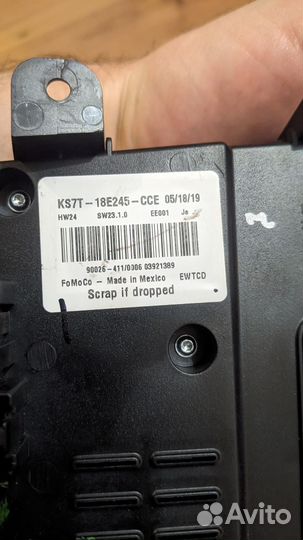 KS7T-18E245-CCE 05/18/19
HW24 SW23.1.0 EE001 Ja
90026-411/0306 03921389
FoMoCo - Made in Mexico EWTCD
Scrap if dropped
Avito